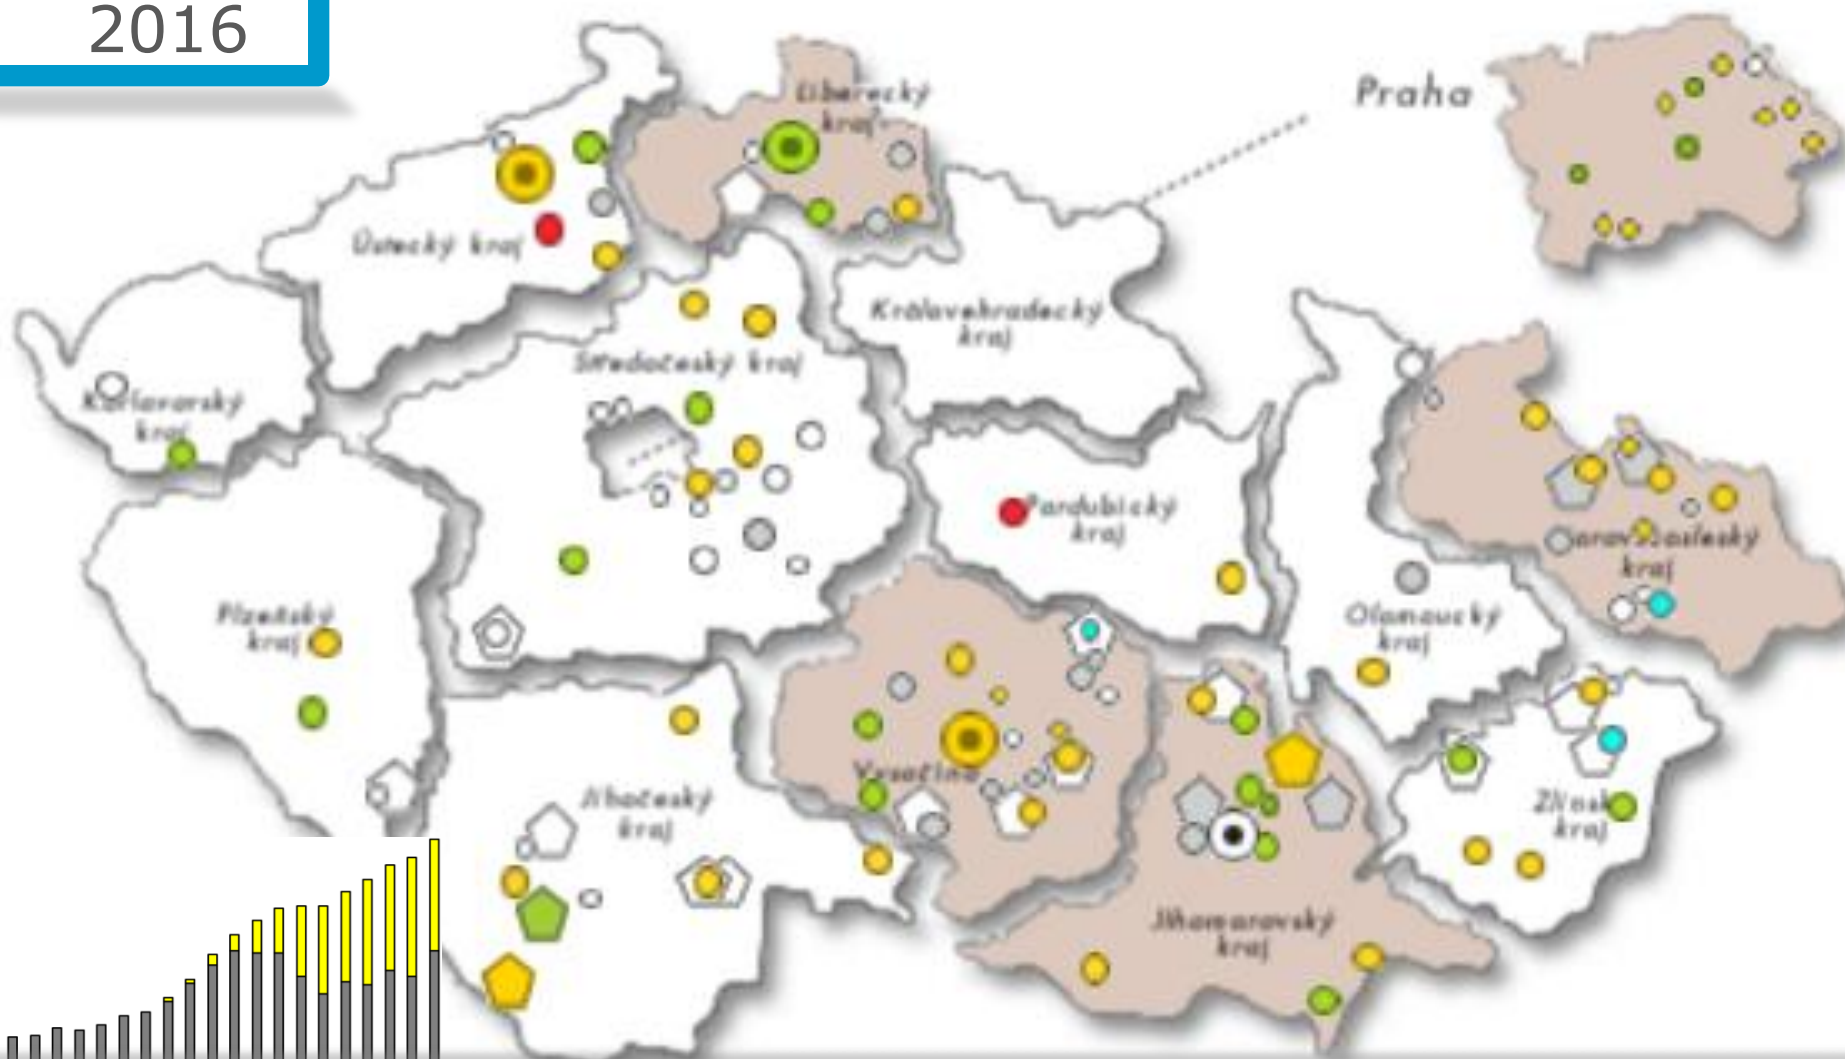 2016
Liberecký
kraj
Praha
Ústecký kraj
Královehradecký
kraj
Středočeský kraj
Karlovarský
kraj
Pardubický
kraj
Moravskoslezský
kraj
Plzeňský
kraj
Olomoucký
kraj
Vysočina
Jihočeský
kraj
Zlínský
kraj
Jihomoravský
kraj